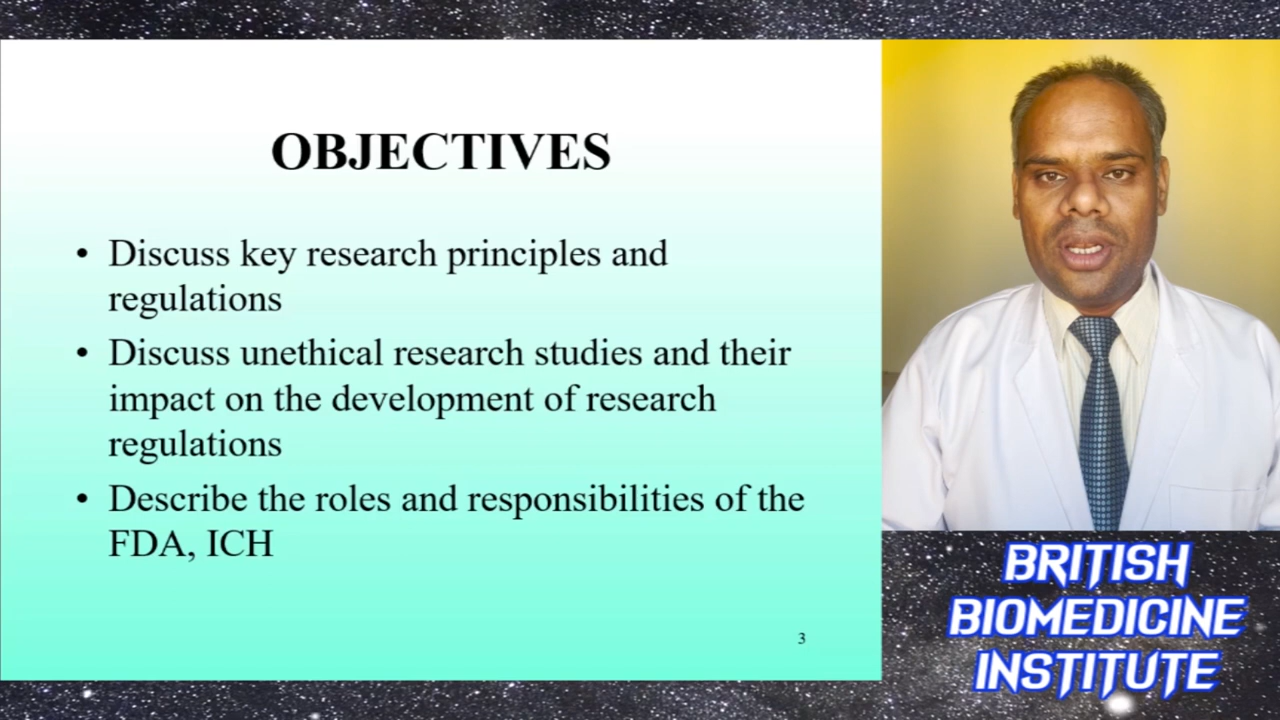 OBJECTIVES
• Discuss key research principles and
regulations
• Discuss unethical research studies and their
impact on the development of research
regulations
• Describe the roles and responsibilities of the
FDA, ICH
3
BRITISH
BIOMEDICINE
INSTITUTE